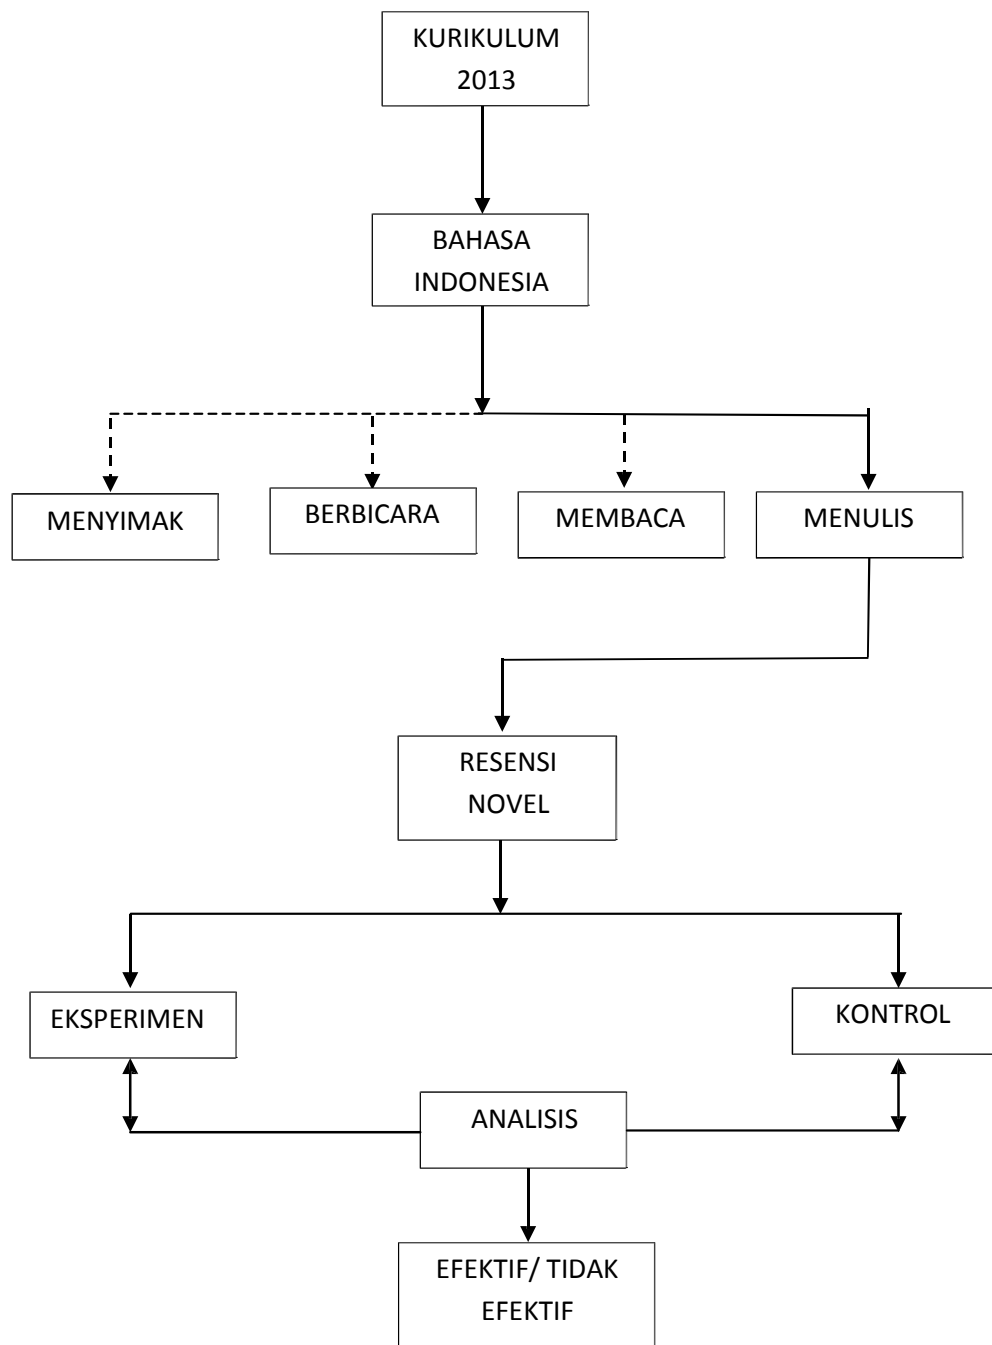 KURIKULUM
2013
BAHASA
INDONESIA
MENYIMAK
BERBICARA
MEMBACA
MENULIS
RESENSI
NOVEL
EKSPERIMEN
KONTROL
ANALISIS
EFEKTIF/ TIDAK
EFEKTIF